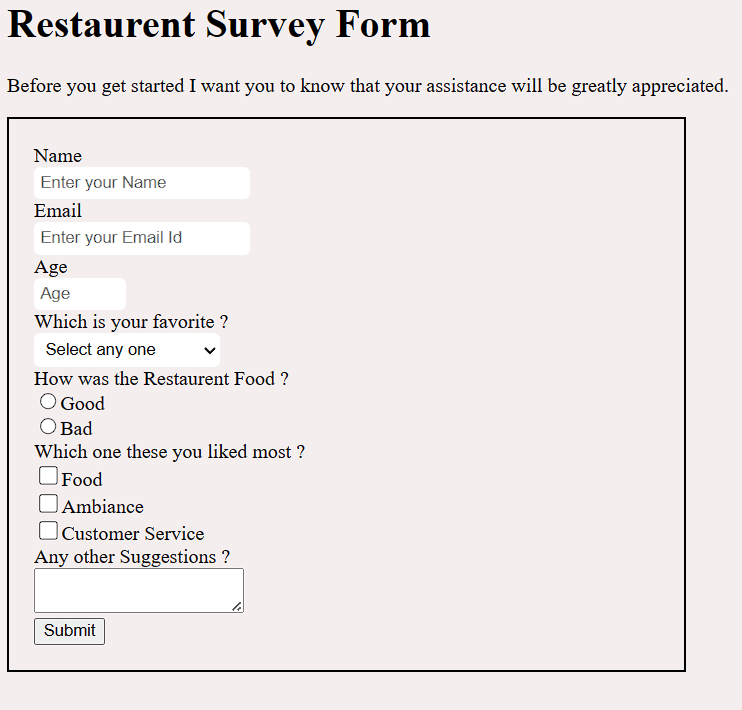 Restaurent Survey Form
Before you get started I want you to know that your assistance will be greatly appreciated.
Name
Enter your Name
Email
Enter your Email Id
Age
Age
Which is your favorite ?
Select any one
How was the Restaurent Food ?
Good
Bad
Which one these you liked most ?
Food
Ambiance
Customer Service
Any other Suggestions ?
Submit